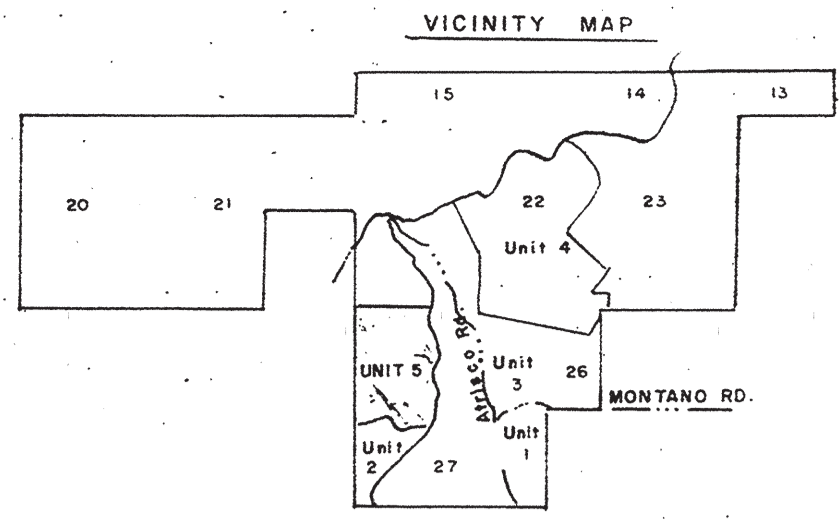 VICINITY MAP
15 14 13
20 21 22 23
Unit 4
Atrisco Rd.
UNIT 5
Unit
3
26
MONTANO RD.
Unit
2
27
Unit
1